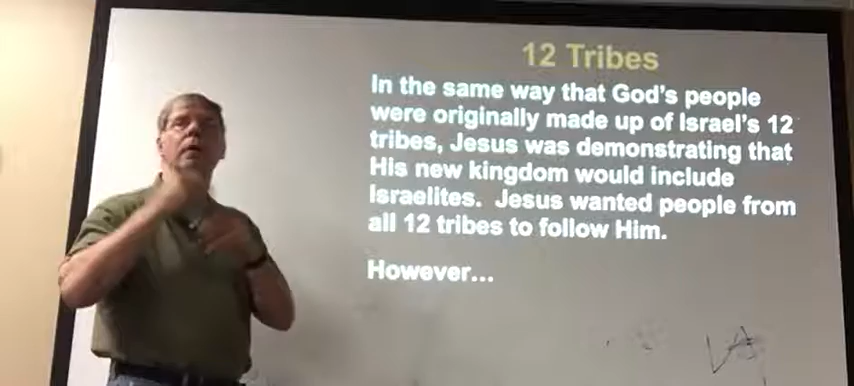 12 Tribes
In the same way that God's people
were originally made up of Israel's 12
tribes, Jesus was demonstrating that
His new kingdom would include
Israelites.  Jesus wanted people from
all 12 tribes to follow Him.
However...